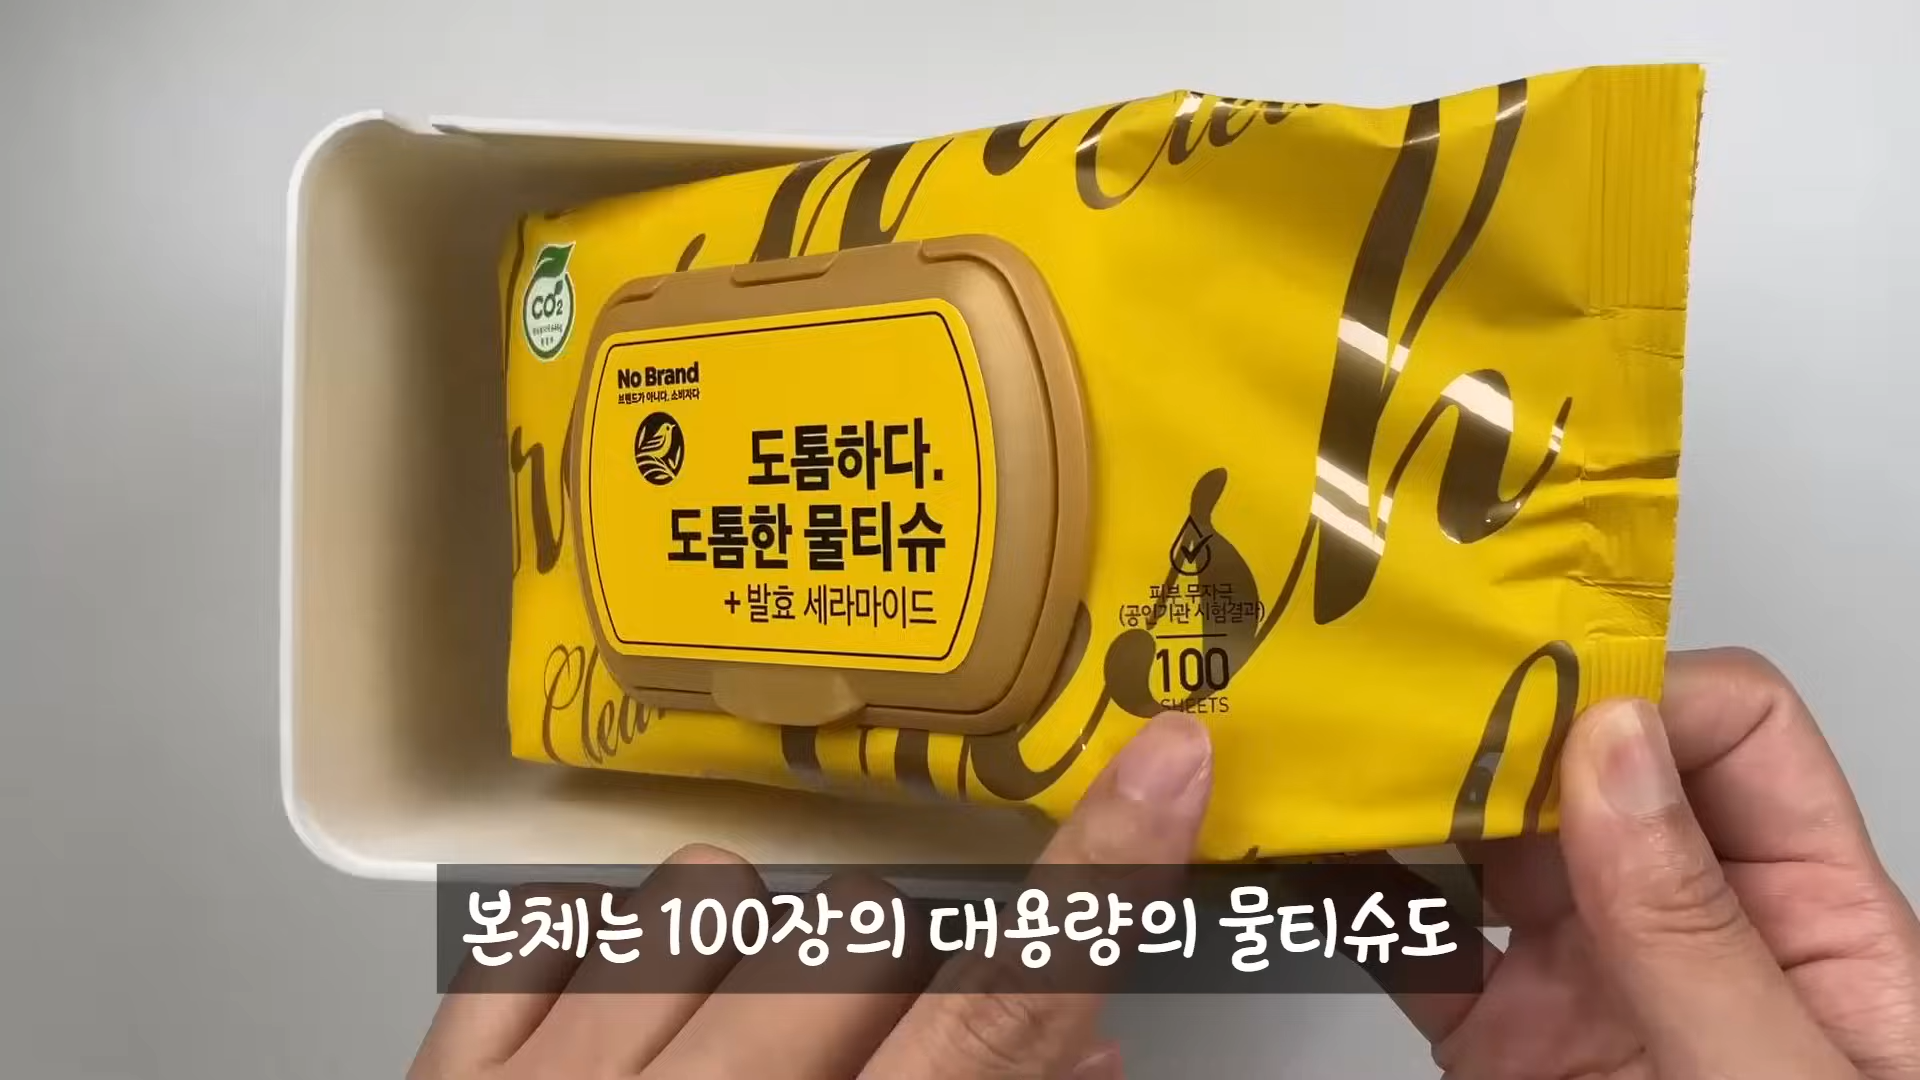 CO2
No Brand
브랜드가 아니다. 소비자다
도톰하다.
도톰한 물티슈
+ 발효 세라마이드
Clean
Clean
피부 무자극
(공인기관 시험결과)
100
SHEETS
본체는 100장의 대용량의 물티슈도